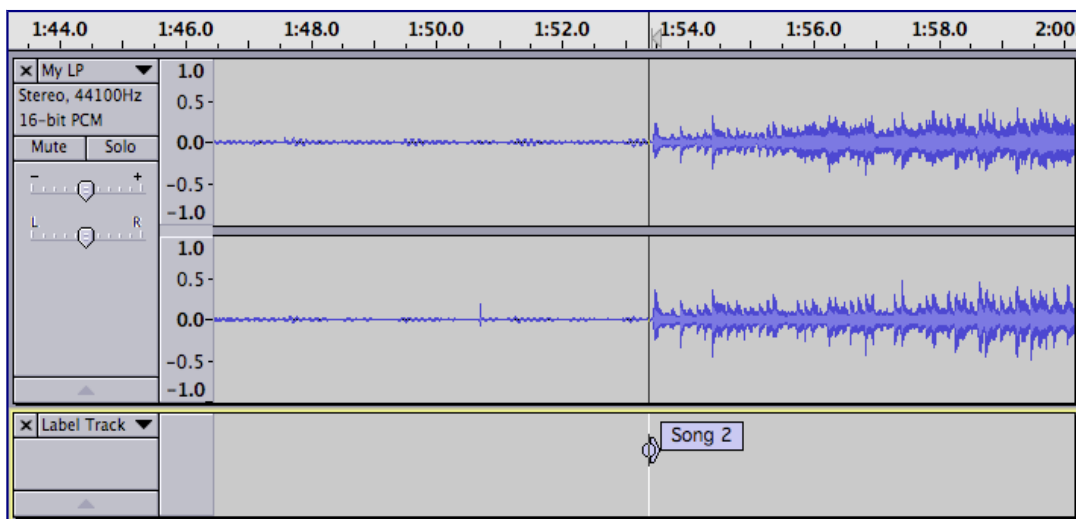 1:44.0 1:46.0 1:48.0 1:50.0 1:52.0 1:54.0 1:56.0 1:58.0 2:00
× My LP ▼
Stereo, 44100Hz
16-bit PCM
Mute Solo
- +
L R
1.0
0.5-
0.0-
-0.5-
-1.0
1.0
0.5-
0.0-
-0.5-
-1.0
× Label Track ▼
Song 2